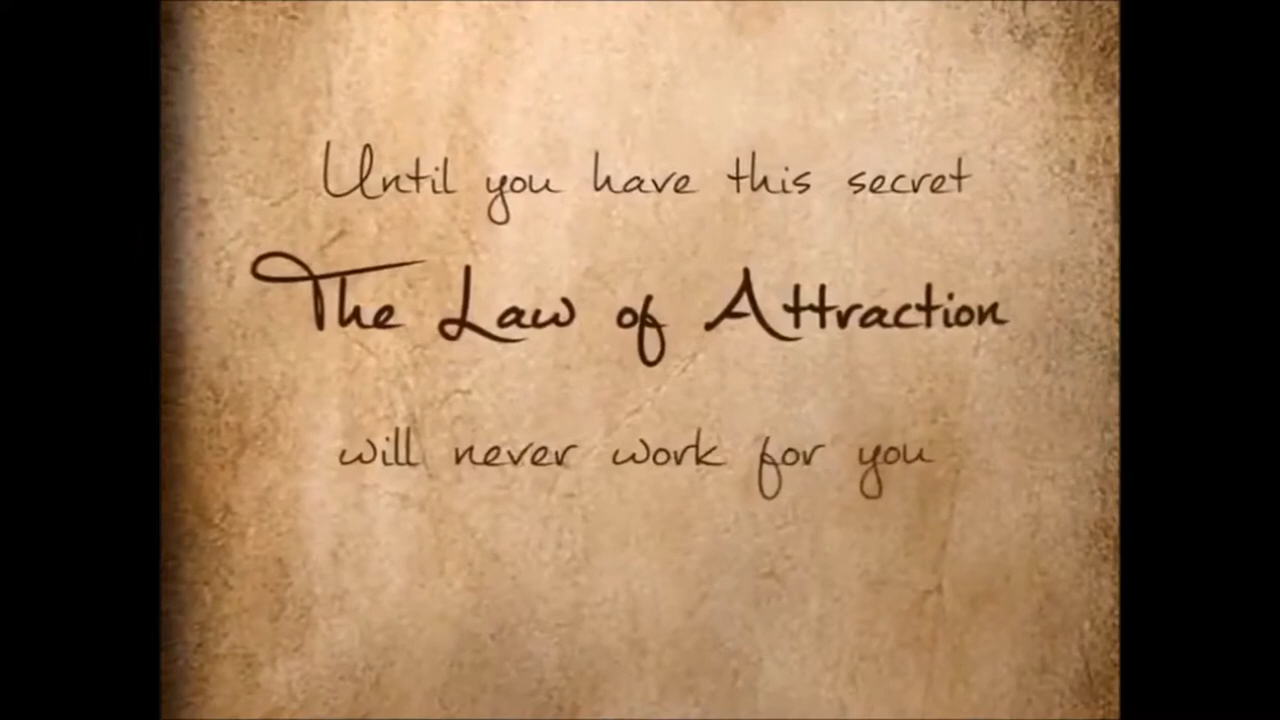 Until you have this secret
The Law of Attraction
will never work for you